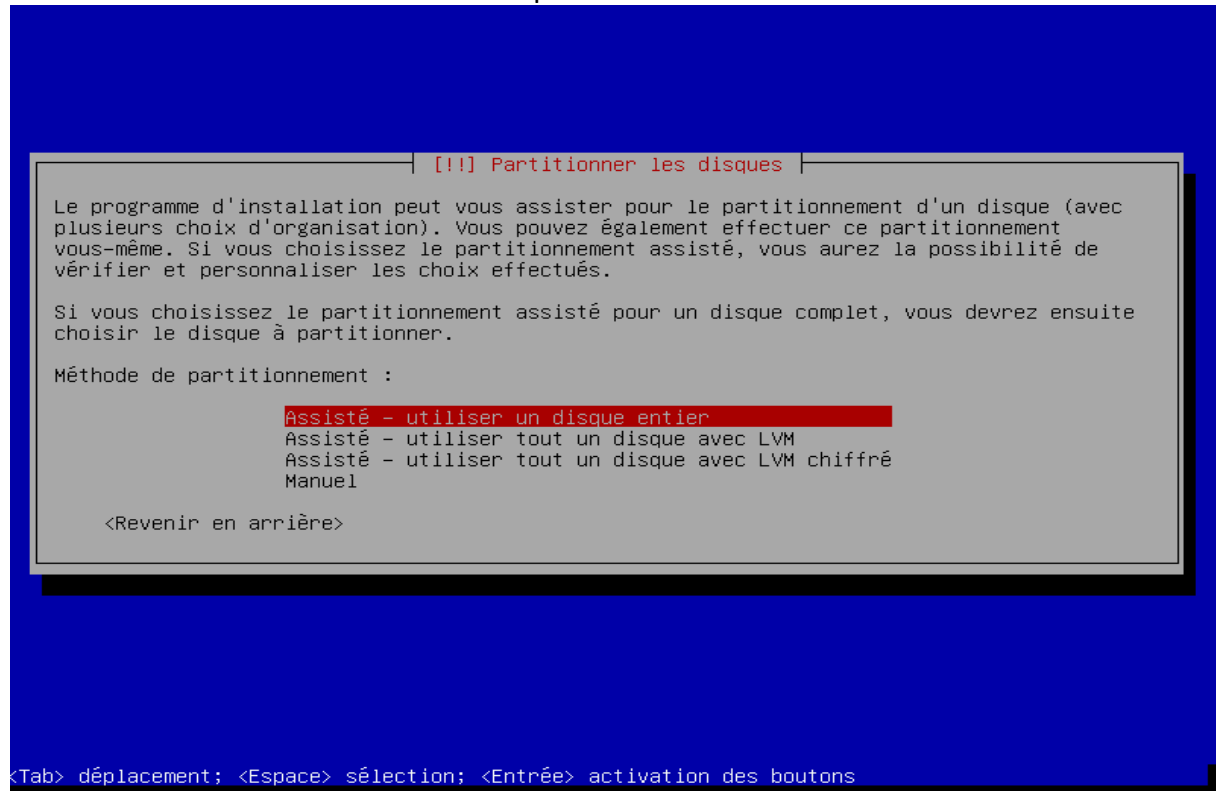 [!!] Partitionner les disques
Le programme d'installation peut vous assister pour le partitionnement d'un disque (avec
plusieurs choix d'organisation). Vous pouvez également effectuer ce partitionnement
vous-même. Si vous choisissez le partitionnement assisté, vous aurez la possibilité de
vérifier et personnaliser les choix effectués.
Si vous choisissez le partitionnement assisté pour un disque complet, vous devrez ensuite
choisir le disque à partitionner.
Méthode de partitionnement :
Assisté - utiliser un disque entier
Assisté - utiliser tout un disque avec LVM
Assisté - utiliser tout un disque avec LVM chiffré
Manuel
<Revenir en arrière>
<Tab> déplacement; <Espace> sélection; <Entrée> activation des boutons